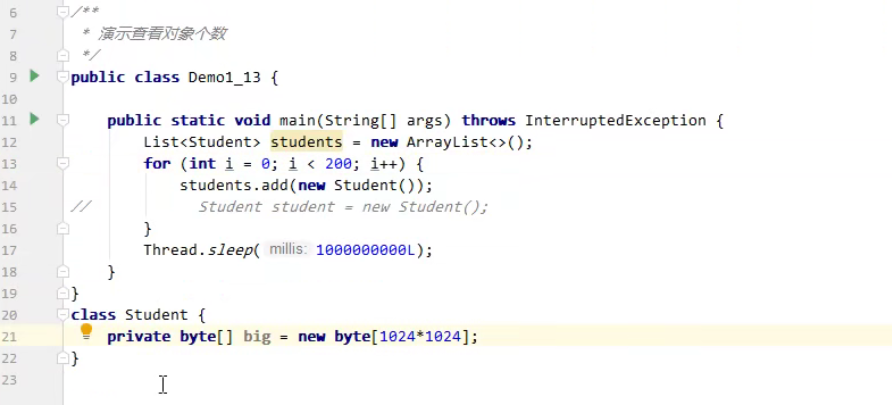 6 /**
7 * 演示查看对象个数
8 */
9 public class Demo1_13 {
10
11 public static void main(String[] args) throws InterruptedException {
12 List<Student> students = new ArrayList<>();
13 for (int i = 0; i < 200; i++) {
14 students.add(new Student());
15 // Student student = new Student();
16 }
17 Thread.sleep( millis: 1000000000L);
18 }
19 }
20 class Student {
21 private byte[] big = new byte[1024*1024];
22 }
23